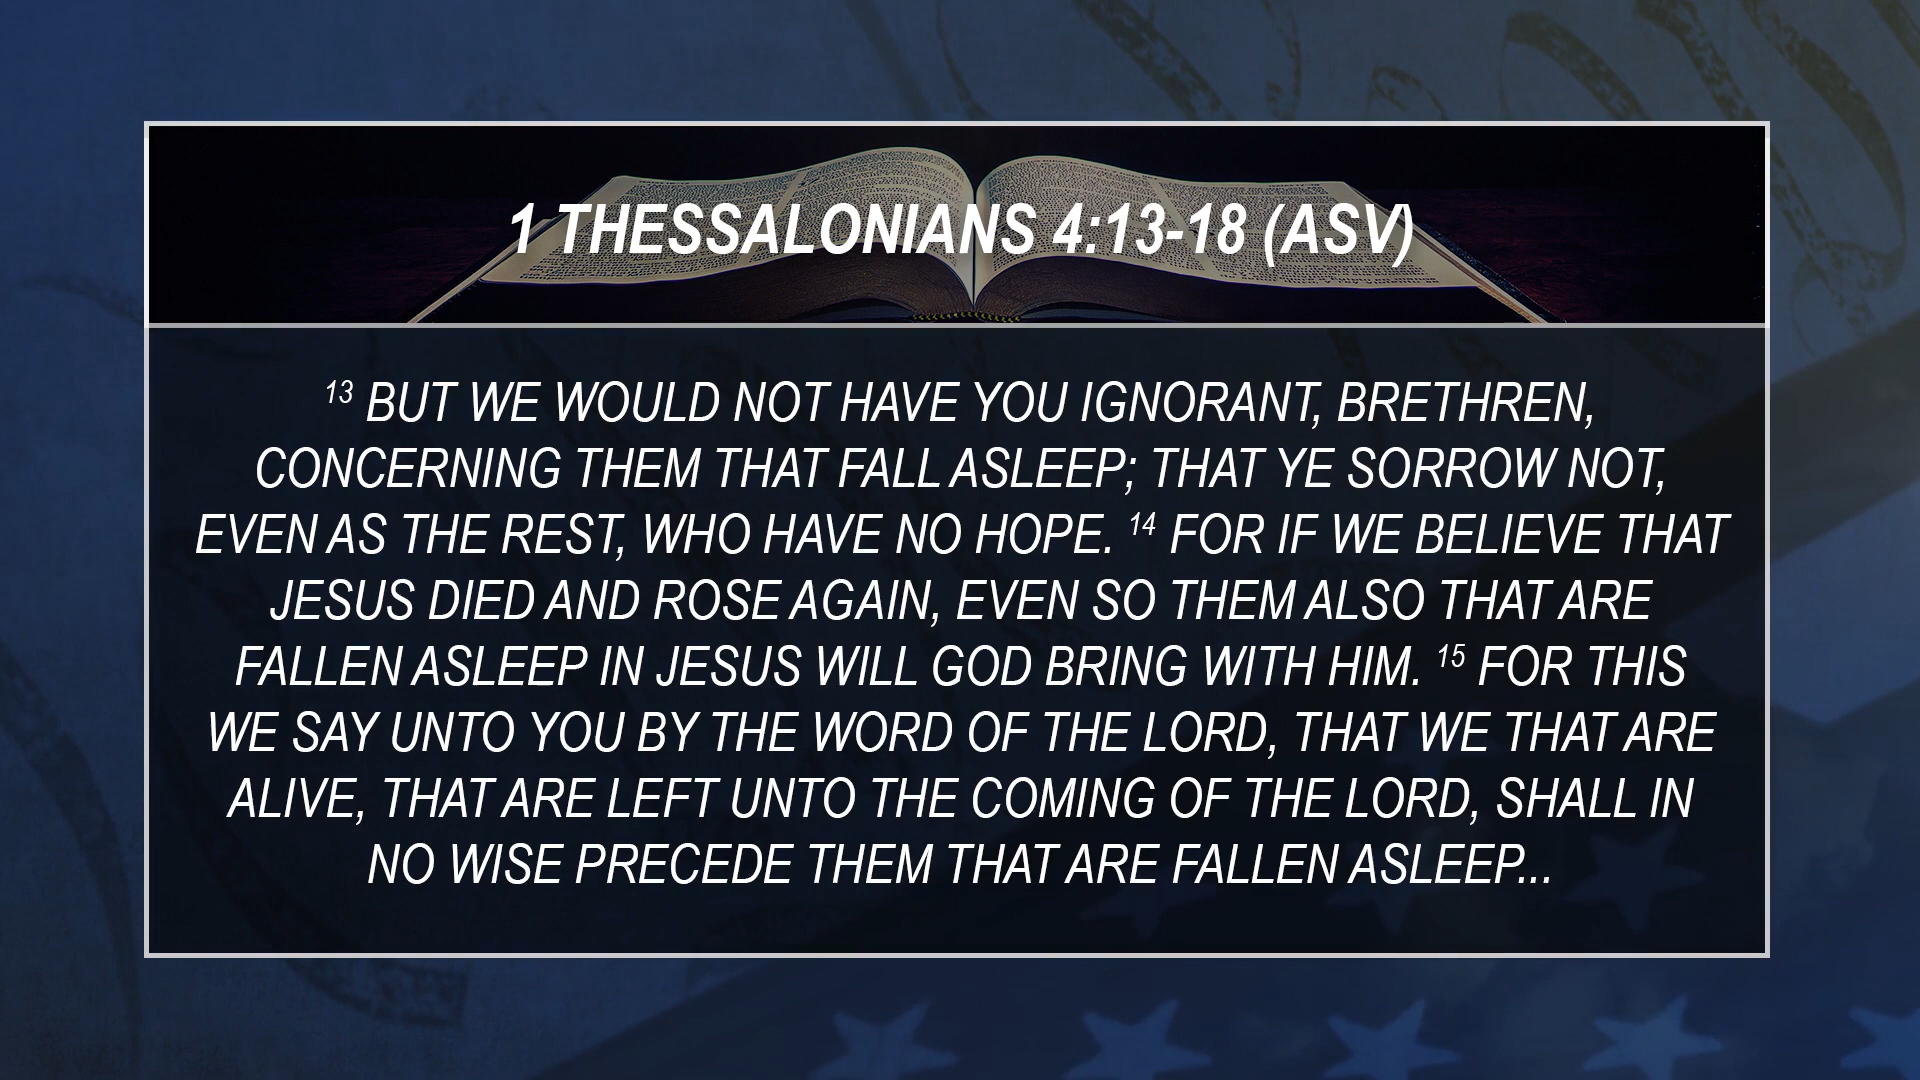 1 THESSALONIANS 4:13-18 (ASV)
13 BUT WE WOULD NOT HAVE YOU IGNORANT, BRETHREN,
CONCERNING THEM THAT FALL ASLEEP; THAT YE SORROW NOT,
EVEN AS THE REST, WHO HAVE NO HOPE. 14 FOR IF WE BELIEVE THAT
JESUS DIED AND ROSE AGAIN, EVEN SO THEM ALSO THAT ARE
FALLEN ASLEEP IN JESUS WILL GOD BRING WITH HIM. 15 FOR THIS
WE SAY UNTO YOU BY THE WORD OF THE LORD, THAT WE THAT ARE
ALIVE, THAT ARE LEFT UNTO THE COMING OF THE LORD, SHALL IN
NO WISE PRECEDE THEM THAT ARE FALLEN ASLEEP...